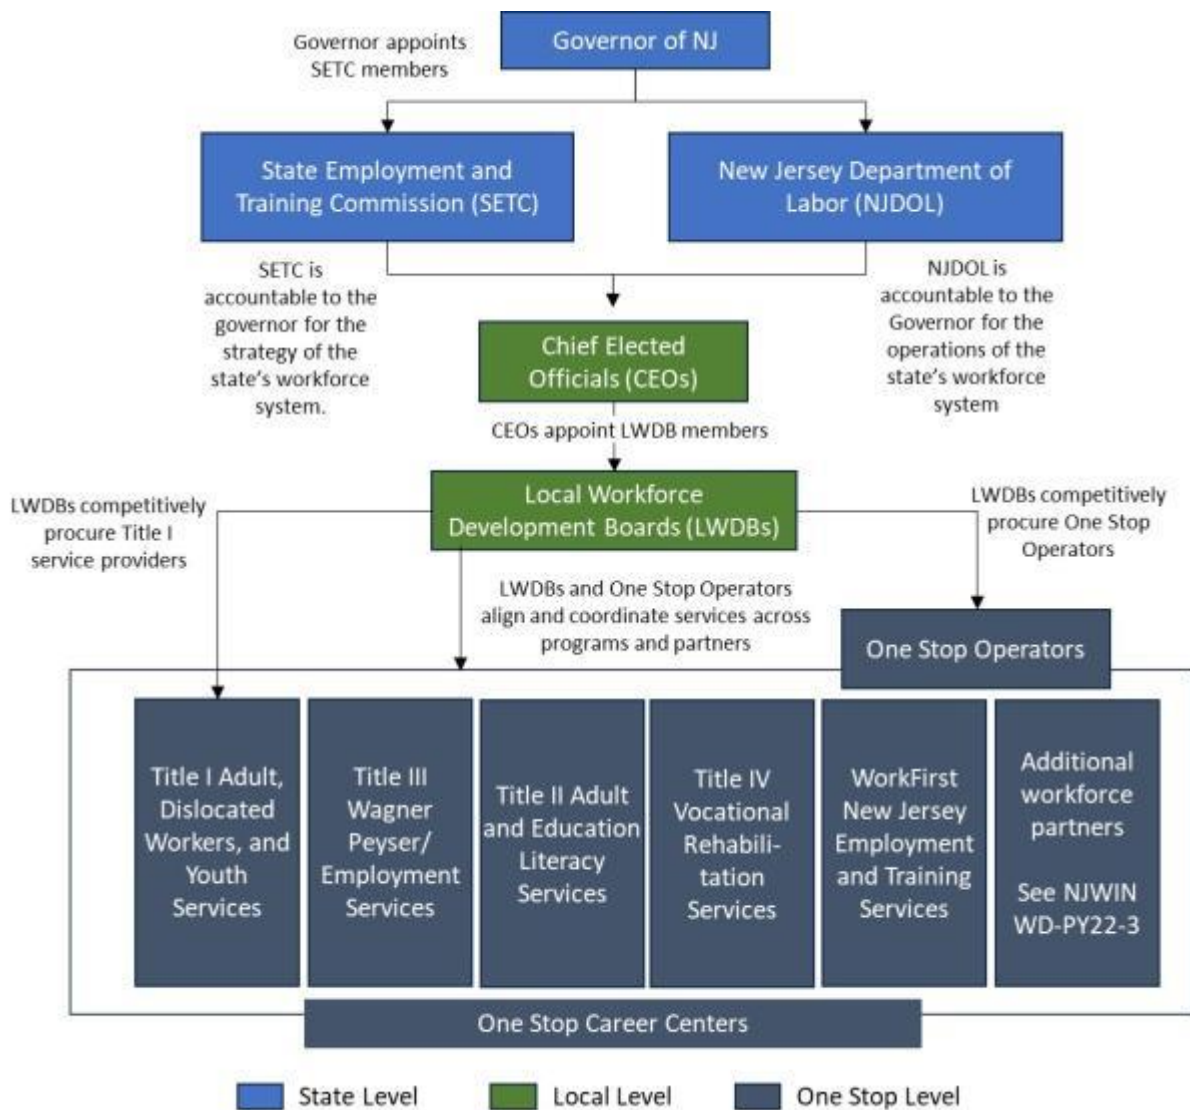 Governor appoints
SETC members
Governor of NJ
State Employment and
Training Commission (SETC)
New Jersey Department of
Labor (NJDOL)
SETC is
accountable to the
governor for the
strategy of the
state's workforce
system.
NJDOL is
accountable to the
Governor for the
operations of the
state's workforce
system
Chief Elected
Officials (CEOs)
CEOs appoint LWDB members
Local Workforce
Development Boards (LWDBs)
LWDBs competitively
procure Title I
service providers
LWDBs competitively
procure One Stop
Operators
LWDBs and One Stop Operators
align and coordinate services across
programs and partners
One Stop Operators
Title I Adult,
Dislocated
Workers, and
Youth
Services
Title III
Wagner
Peyser/
Employment
Services
Title II Adult
and Education
Literacy
Services
Title IV
Vocational
Rehabili-
tation
Services
WorkFirst
New Jersey
Employment
and Training
Services
Additional
workforce
partners
See NJWIN
WD-PY22-3
One Stop Career Centers
State Level
Local Level
One Stop Level